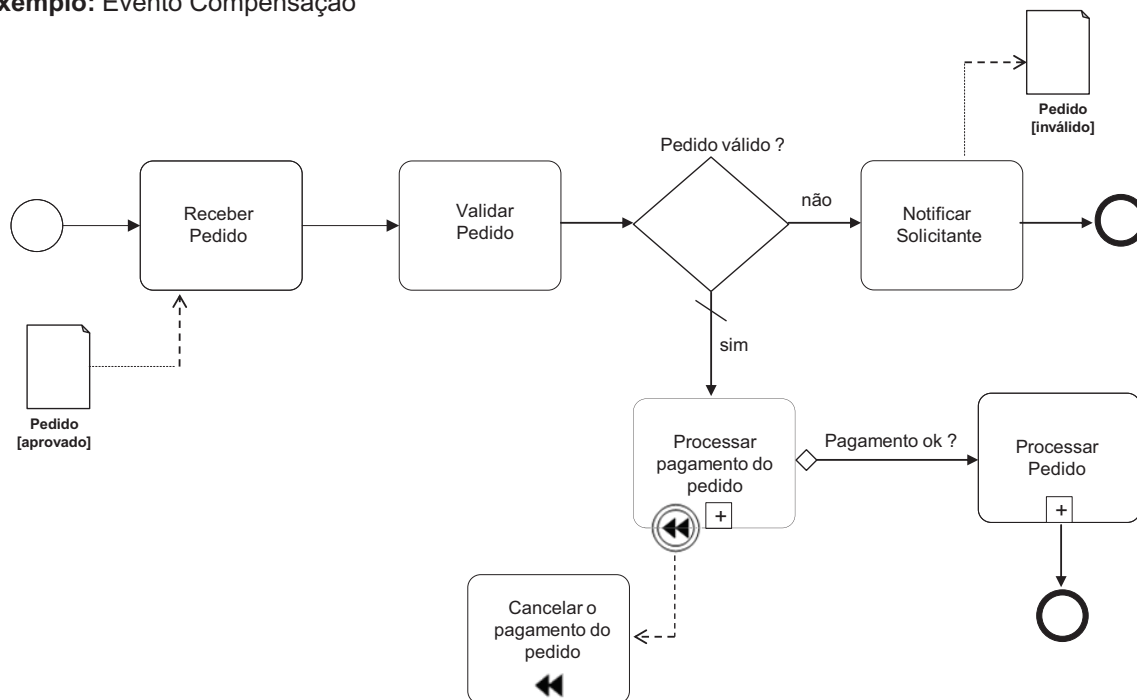 xemplo: Evento Compensação
Pedido
[inválido]
Pedido válido ?
Receber
Pedido
Validar
Pedido
não
Notificar
Solicitante
sim
Pedido
[aprovado]
Processar
pagamento do
pedido
+
Pagamento ok ?
Processar
Pedido
+
Cancelar o
pagamento do
pedido